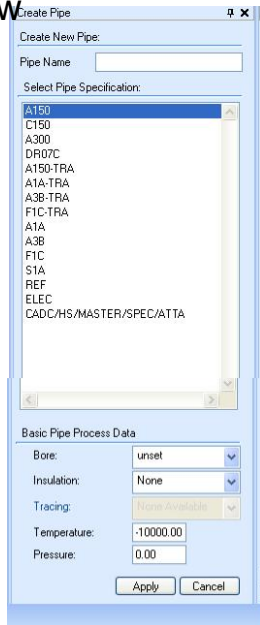 W
Create Pipe
Create New Pipe:
Pipe Name
Select Pipe Specification:
A150
C150
A300
DR07C
A150-TRA
A1A-TRA
A3B-TRA
F1C-TRA
A1A
A3B
F1C
S1A
REF
ELEC
CADC/HS/MASTER/SPEC/ATTA
Basic Pipe Process Data
Bore: unset
Insulation: None
Tracing: None Available
Temperature: -10000.00
Pressure: 0.00
Apply Cancel